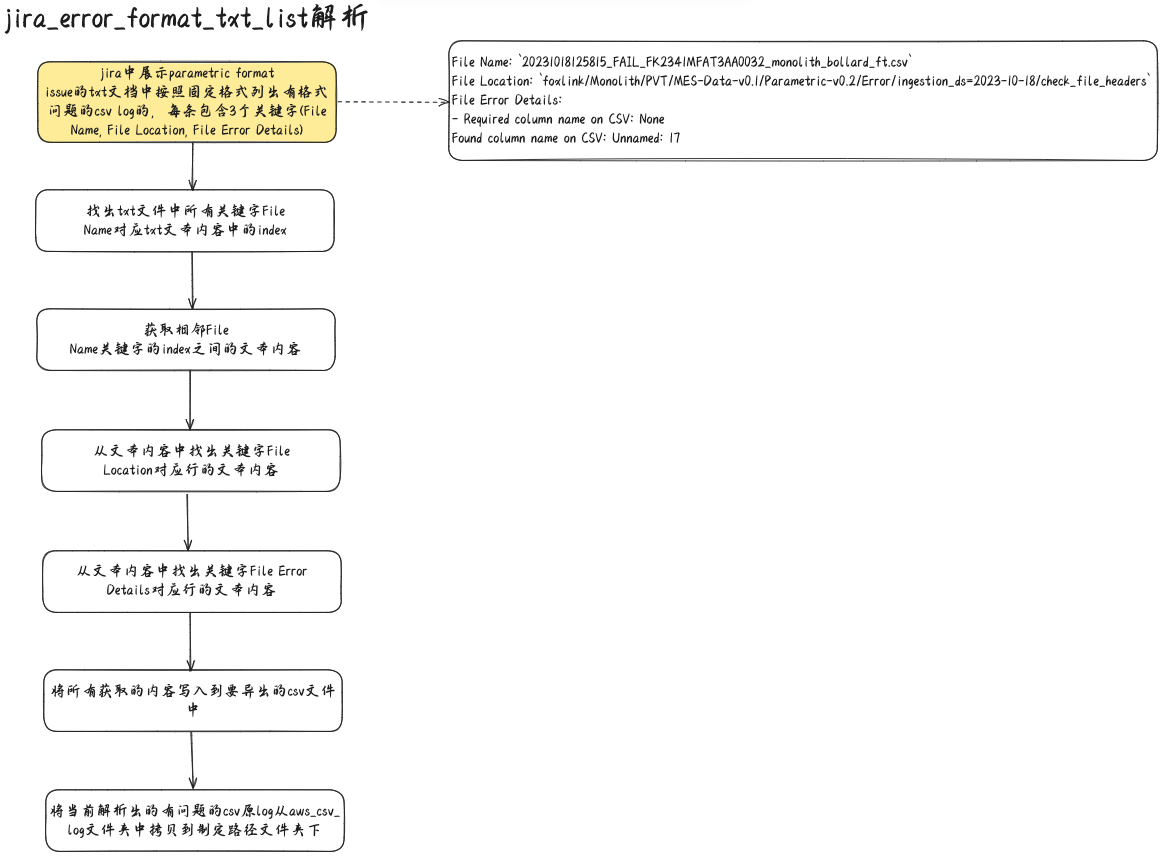 jira_error_format_txt_list解析
jira中展示parametric format
issue的txt文档中按照固定格式列出有格式
问题的csv log的， 每条包含3个关键字(File
Name, File Location, File Error Details)
File Name: `20231018125815_FAIL_FK2341MFAT3AA0032_monolith_bollard_ft.csv`
File Location: `foxlink/Monolith/PVT/MES-Data-v0.1/Parametric-v0.2/Error/ingestion_ds=2023-10-18/check_file_headers`
File Error Details:
- Required column name on CSV: None
Found column name on CSV: Unnamed: 17
找出txt文件中所有关键字File
Name对应txt文本内容中的index
获取相邻File
Name关键字的index之间的文本内容
从文本内容中找出关键字File
Location对应行的文本内容
从文本内容中找出关键字File Error
Details对应行的文本内容
将所有获取的内容写入到要异出的csv文件
中
将当前解析出的有问题的csv原log从aws_csv_
log文件夹中拷贝到制定路径文件夹下